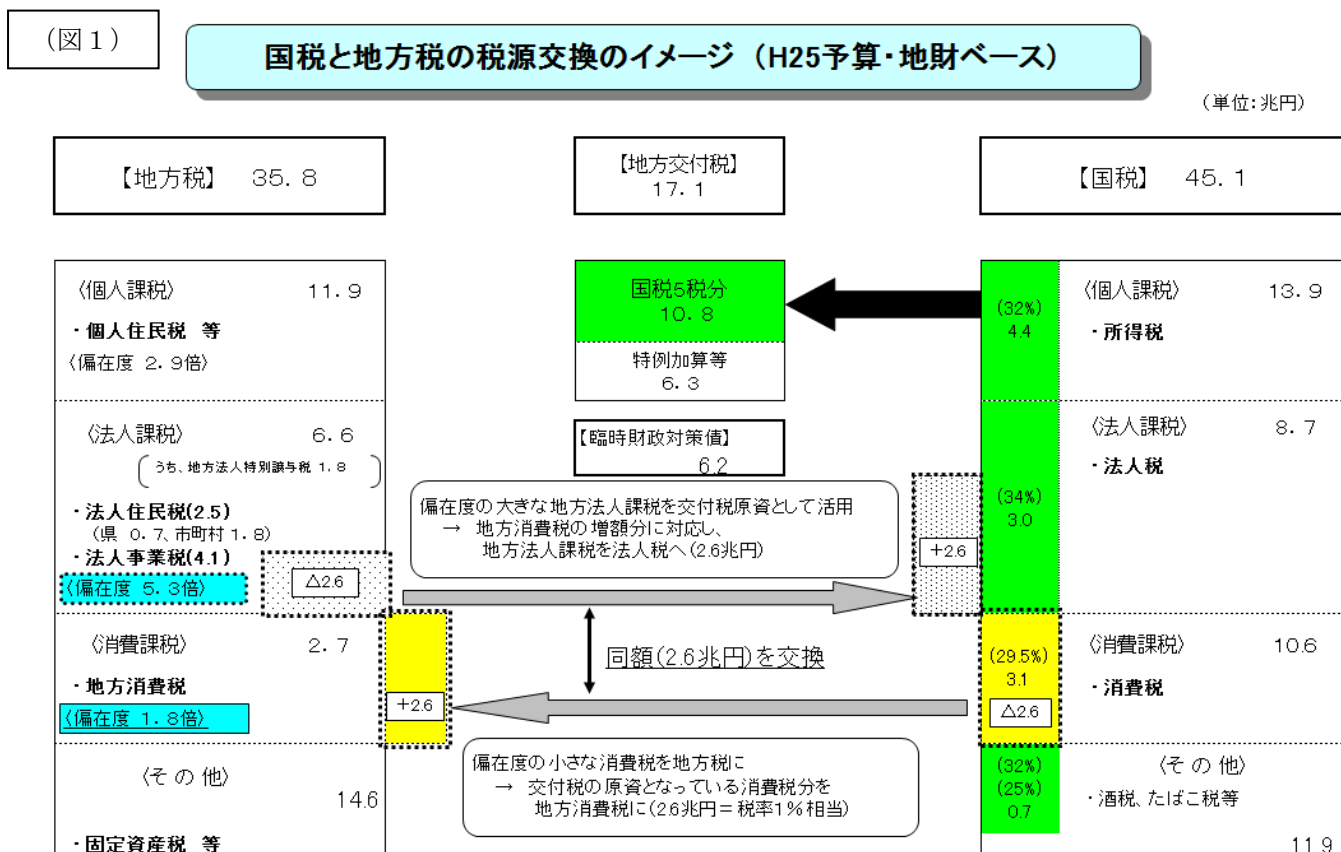 （図１）
国税と地方税の税源交換のイメージ（H25予算・地財ベース）
（単位：兆円）
【地方税】　３５．８
【地方交付税】
１７．１
【国税】　４５．１
〈個人課税〉　１１．９
・個人住民税　等
〈偏在度　２．９倍〉
〈法人課税〉　６．６
（うち、地方法人特別譲与税　１．８）
・法人住民税(2.5)
（県　０．７、市町村１．８）
・法人事業税(4.1)
〈偏在度　５．３倍〉
△2.6
〈消費課税〉　２．７
・地方消費税
〈偏在度　１．８倍〉
＋2.6
〈その他〉
14.6
・固定資産税　等
国税5税分
１０．８
特例加算等
６．３
【臨時財政対策債】
6.2
偏在度の大きな地方法人課税を交付税原資として活用
→　地方消費税の増額分に対応し、
地方法人課税を法人税へ（2.6兆円）
同額(2.6兆円)を交換
偏在度の小さな消費税を地方税に
→　交付税の原資となっている消費税分を
地方消費税に（2.6兆円＝税率1％相当）
(32%)
4.4
〈個人課税〉　１３．９
・所得税
＋2.6
(34%)
3.0
〈法人課税〉　８．７
・法人税
(29.5%)
3.1
△2.6
〈消費課税〉　10.6
・消費税
(32%)
(25%)
0.7
〈その他〉
・酒税、たばこ税等
11.9